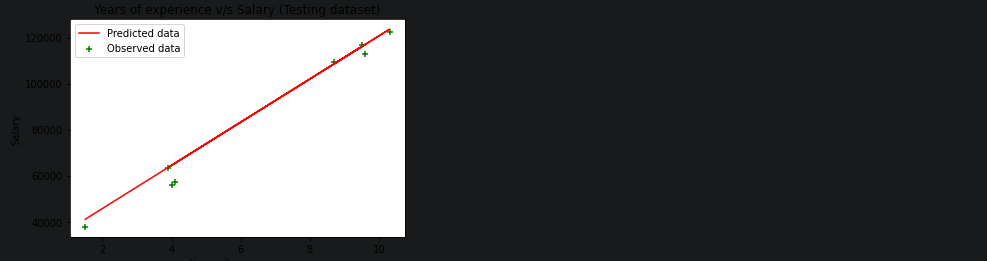 Years of experience v/s Salary (Testing dataset)
Predicted data
Observed data
120000
100000
80000
60000
40000
Salary
2
4
6
8
10